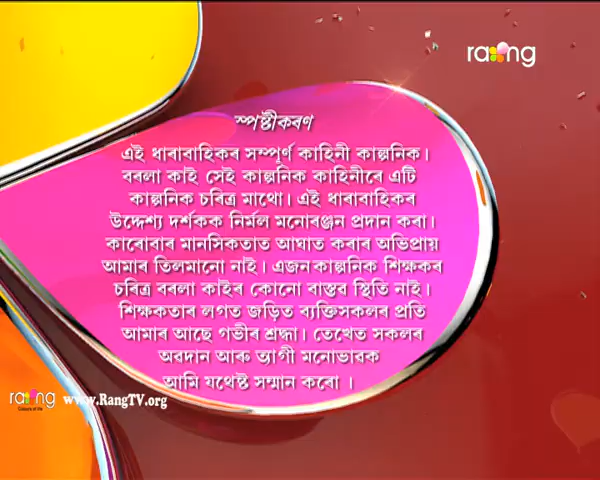 rang
স্পষ্টীকৰণ
এই ধাৰাবাহিকৰ সম্পূৰ্ণ কাহিনী কাল্পনিক।
বৰলা কাই সেই কাল্পনিক কাহিনীৰে এটি
কাল্পনিক চৰিত্ৰ মাথো। এই ধাৰাবাহিকৰ
উদ্দেশ্য দৰ্শকক নিৰ্মল মনোৰঞ্জন প্ৰদান কৰা।
কাৰোবাৰ মানসিকতাত আঘাত কৰাৰ অভিপ্ৰায়
আমাৰ তিলমানো নাই। এজন কাল্পনিক শিক্ষকৰ
চৰিত্ৰ বৰলা কাইৰ কোনো বাস্তৱ স্থিতি নাই।
শিক্ষকতাৰ লগত জড়িত ব্যক্তিসকলৰ প্ৰতি
আমাৰ আছে গভীৰ শ্ৰদ্ধা। তেখেত সকলৰ
অৱদান আৰু ত্যাগী মনোভাৱক
আমি যথেষ্ট সন্মান কৰো ।
rang www.RangTV.org
Colours of life